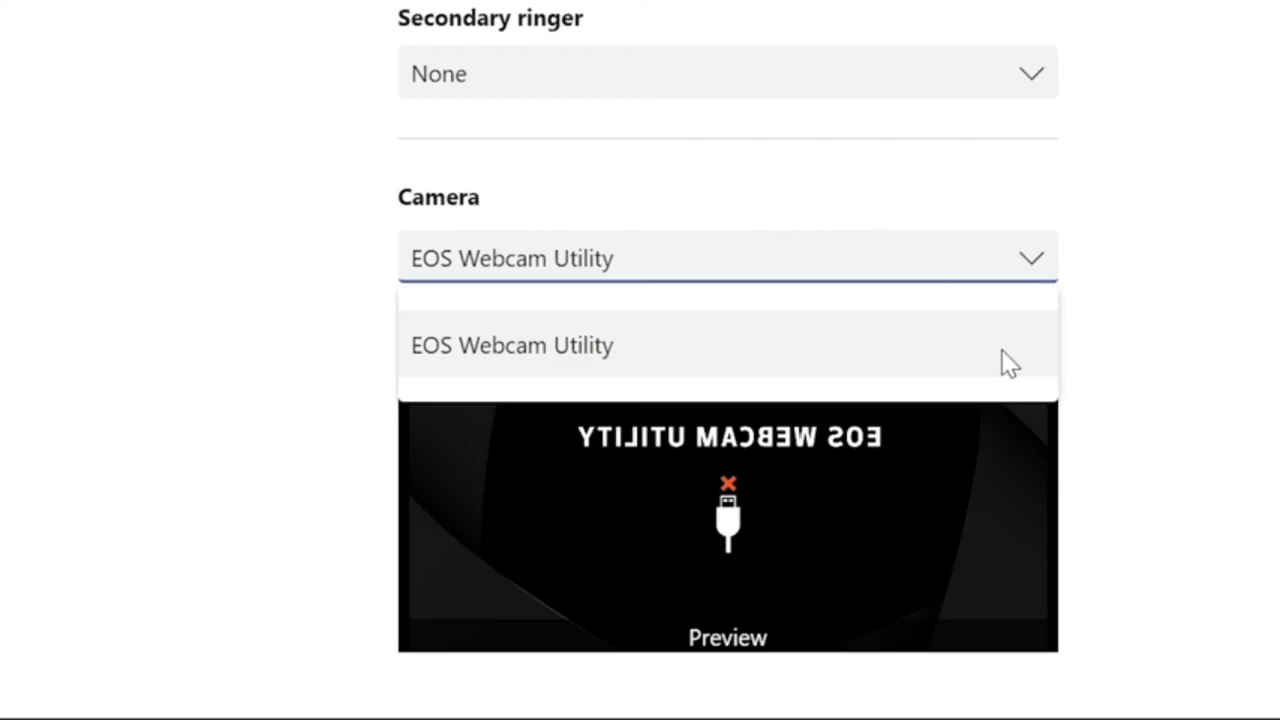 Secondary ringer
None
Camera
EOS Webcam Utility
EOS Webcam Utility
EOS WEBCAM UTILITY
Preview